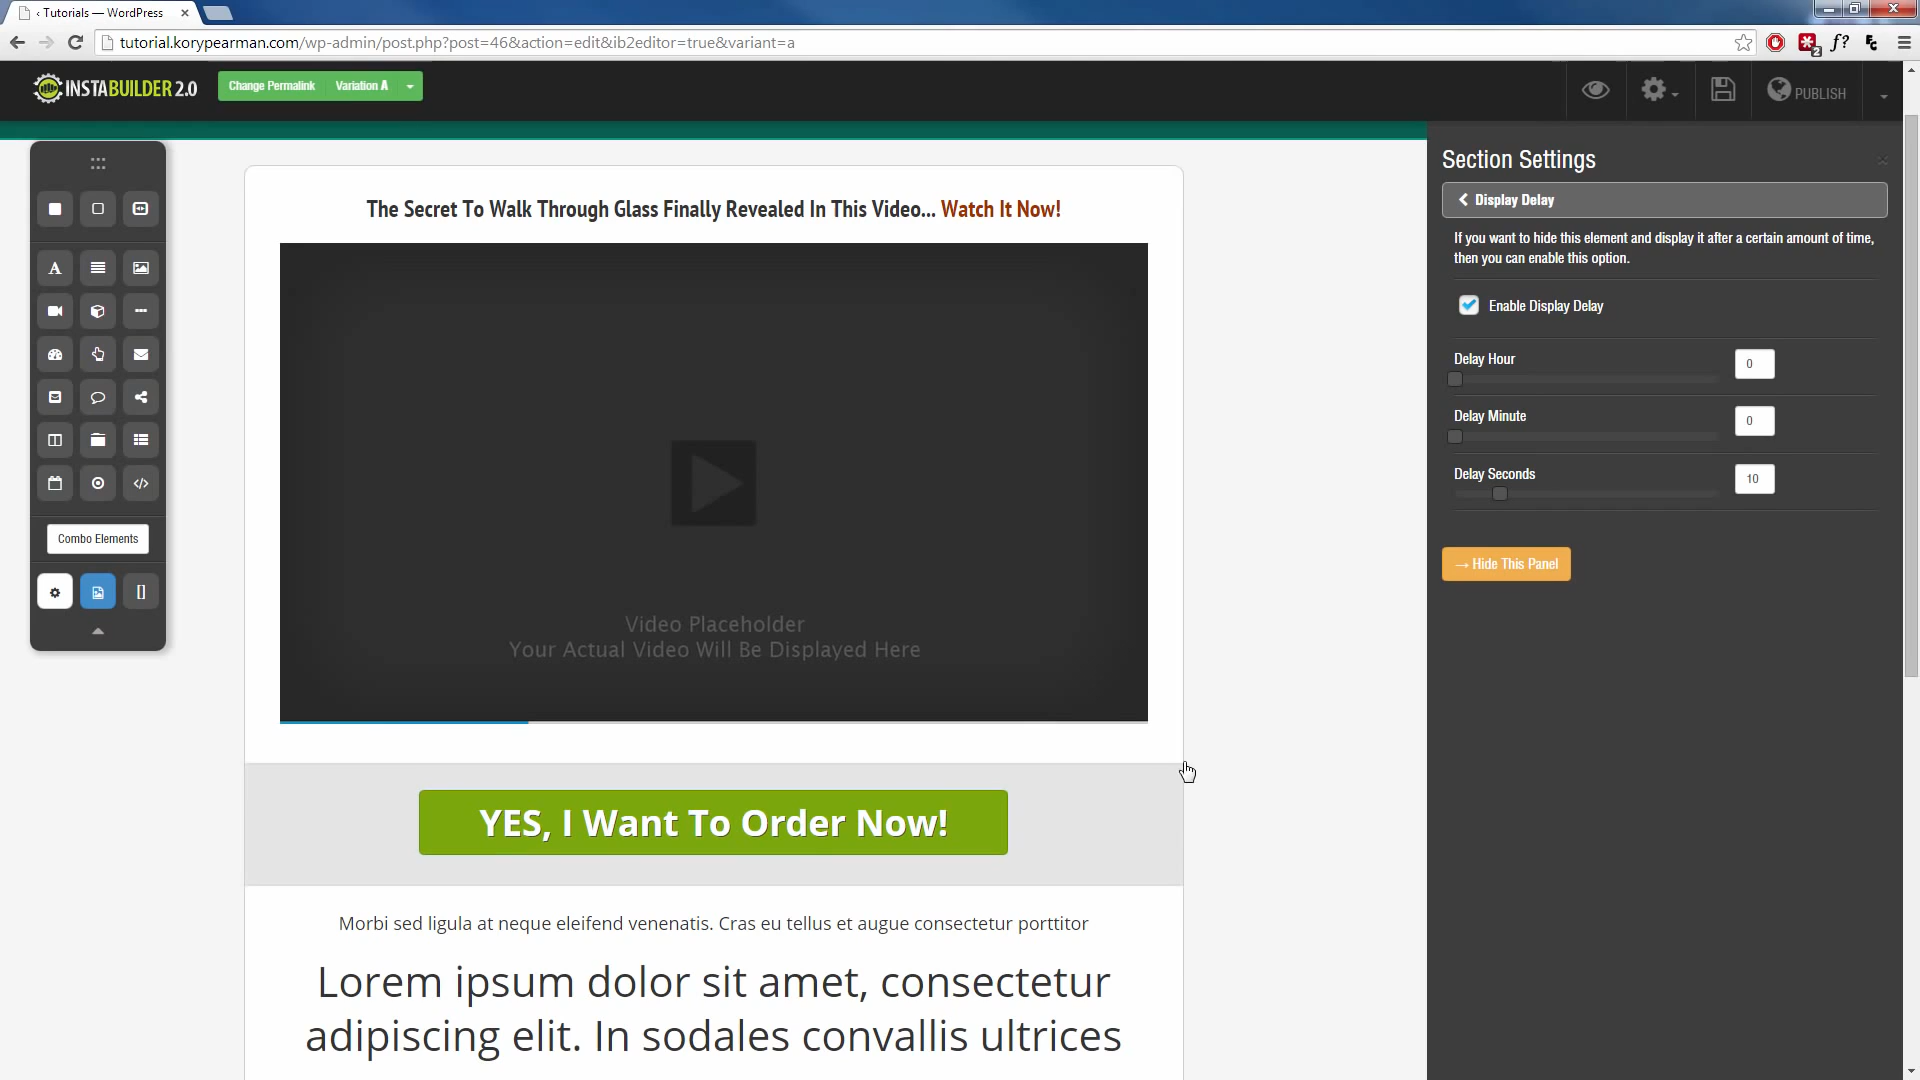 ‹ Tutorials — WordPress
tutorial.korypearman.com/wp-admin/post.php?post=46&action=edit&ib2editor=true&variant=a
2
f?
INSTABUILDER 2.0
Change Permalink
Variation A
PUBLISH
A
[]
Combo Elements
The Secret To Walk Through Glass Finally Revealed In This Video... Watch It Now!
Video Placeholder
Your Actual Video Will Be Displayed Here
YES, I Want To Order Now!
Morbi sed ligula at neque eleifend venenatis. Cras eu tellus et augue consectetur porttitor
Lorem ipsum dolor sit amet, consectetur
adipiscing elit. In sodales convallis ultrices
Section Settings
Display Delay
If you want to hide this element and display it after a certain amount of time,
then you can enable this option.
Enable Display Delay
Delay Hour
0
Delay Minute
0
Delay Seconds
10
→ Hide This Panel